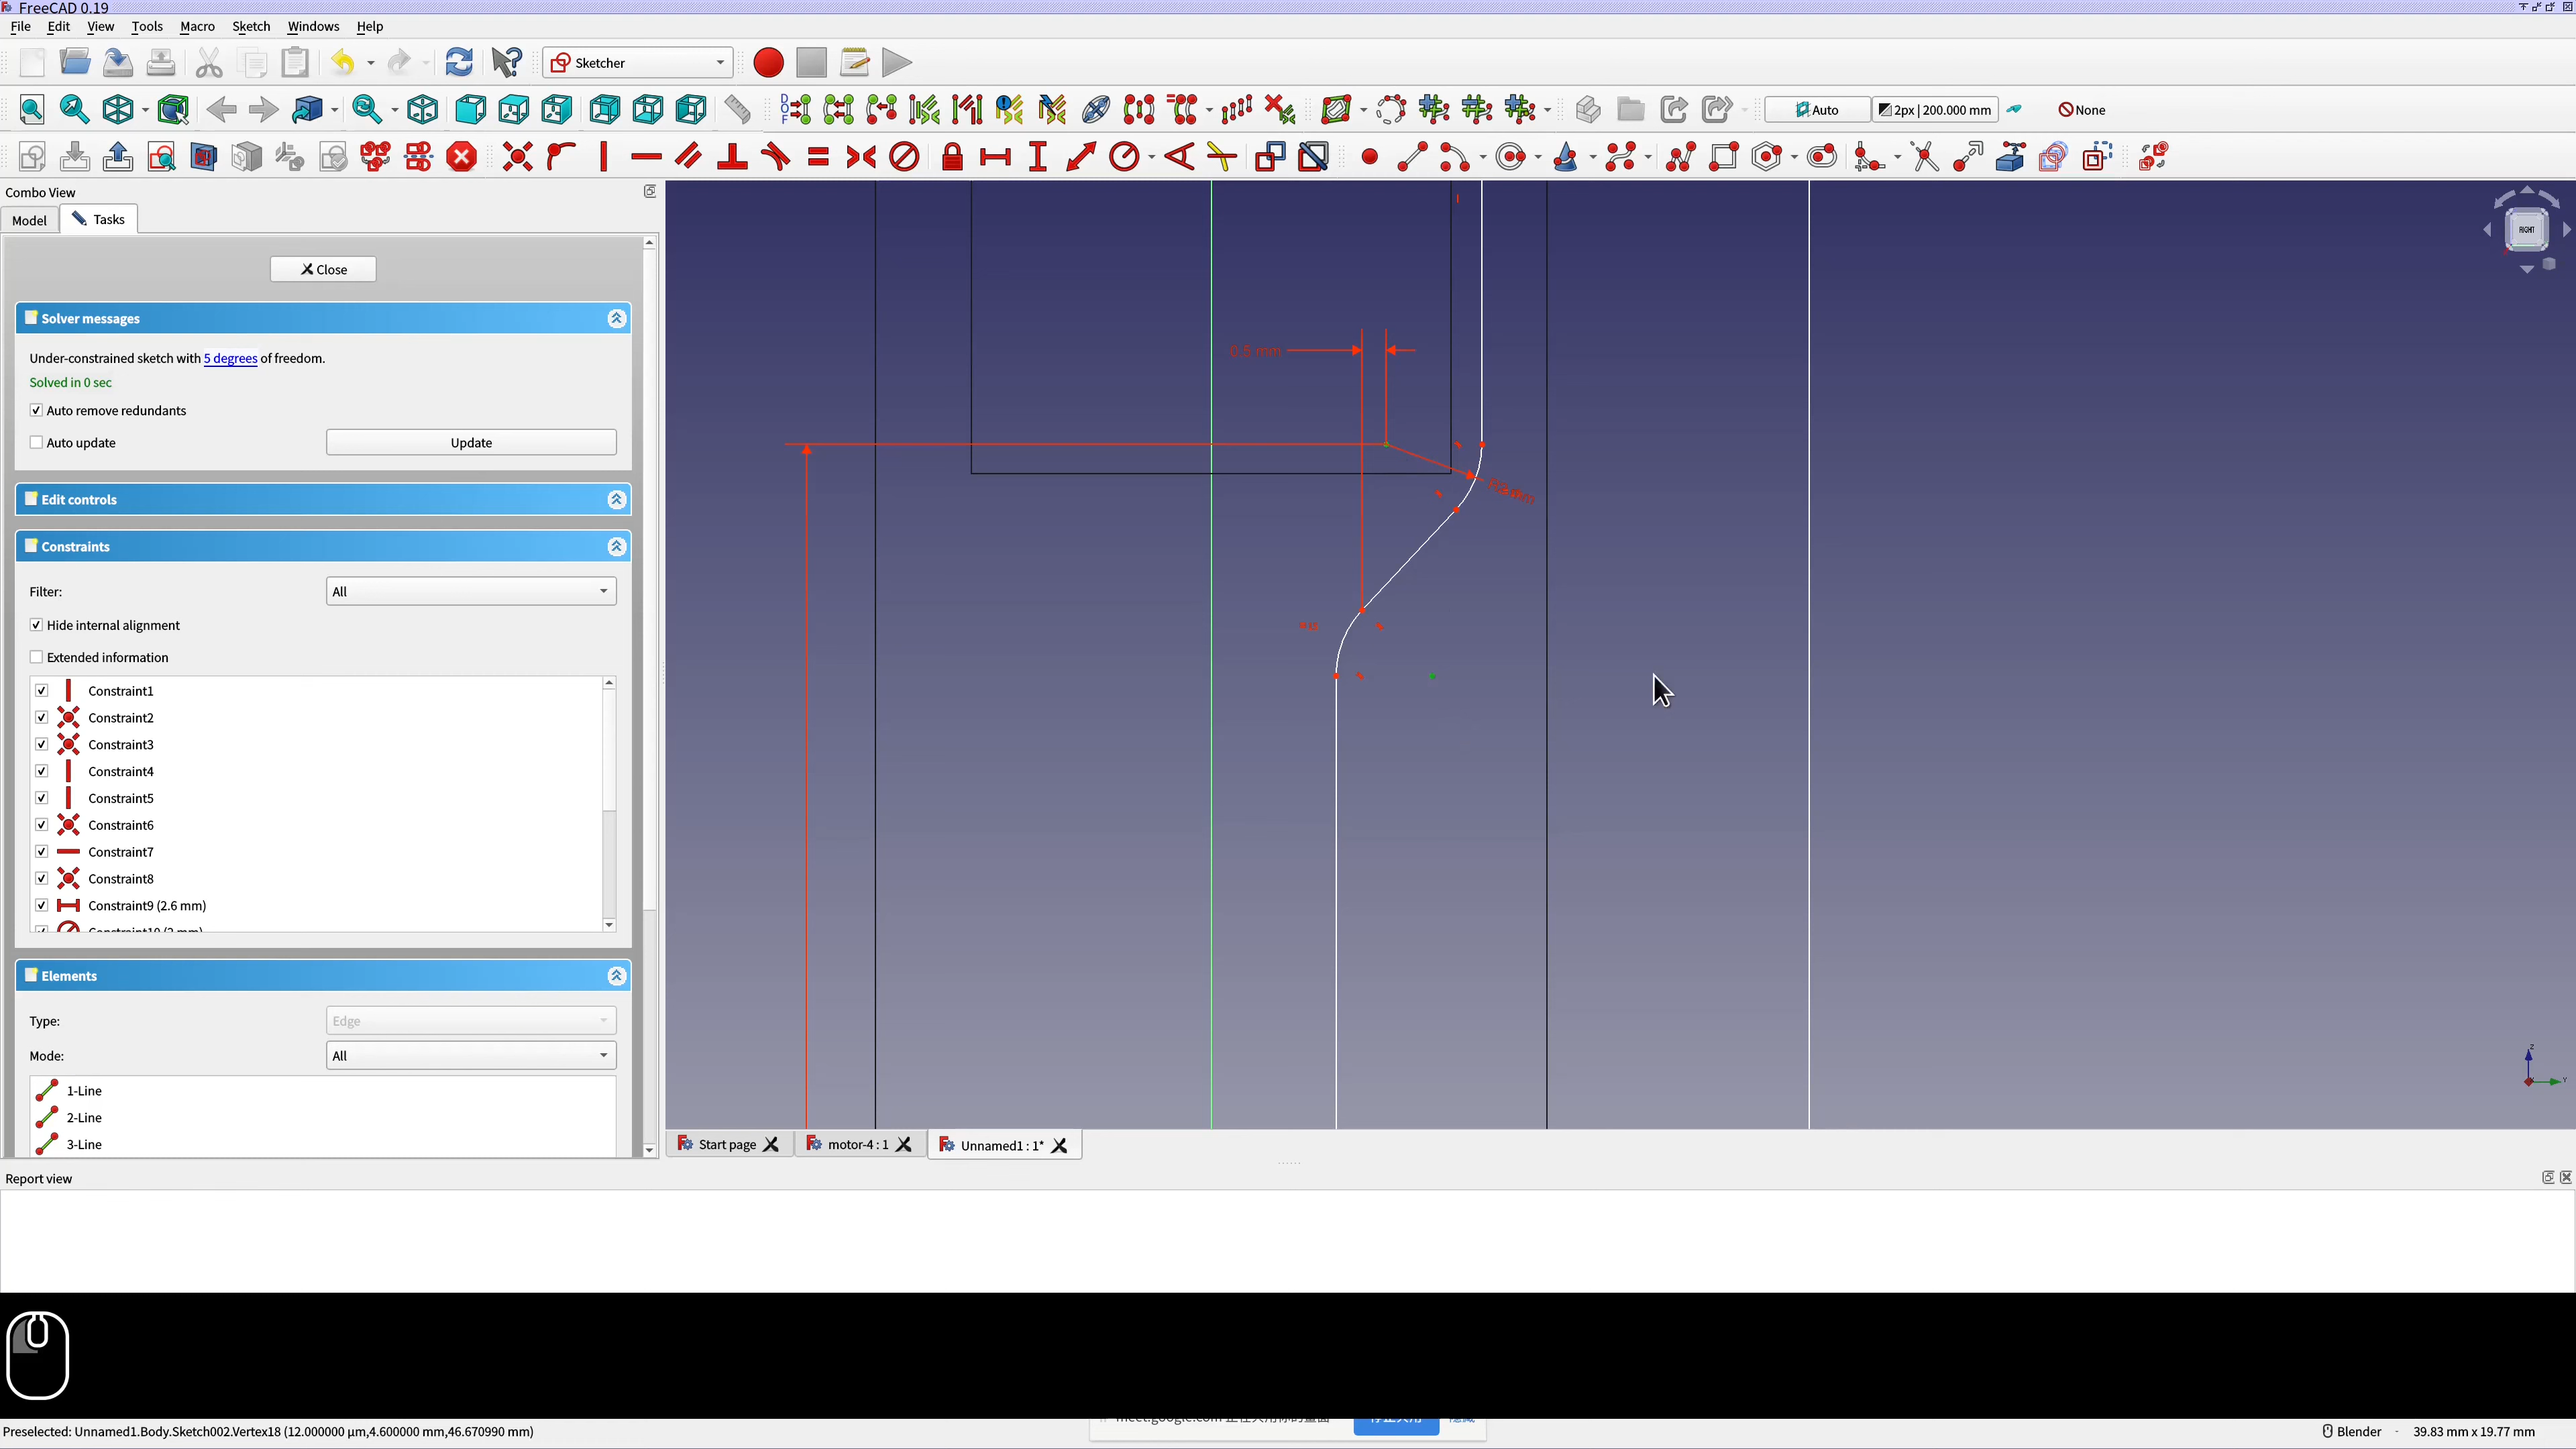 FreeCAD 0.19
File Edit View Tools Macro Sketch Windows Help
Sketcher
Auto 2px | 200.000 mm None
Combo View
Model Tasks
Close
Solver messages
Under-constrained sketch with 5 degrees of freedom.
Solved in 0 sec
Auto remove redundants
Auto update Update
Edit controls
Constraints
Filter: All
Hide internal alignment
Extended information
Constraint1
Constraint2
Constraint3
Constraint4
Constraint5
Constraint6
Constraint7
Constraint8
Constraint9 (2.6 mm)
Constraint10 (2 mm)
Elements
Type: Edge
Mode: All
1-Line
2-Line
3-Line
0.5 mm
RIGHT
Z
Y
Start page motor-4 : 1 Unnamed1 : 1*
Report view
Preselected: Unnamed1.Body.Sketch002.Vertex18 (12.000000 µm,4.600000 mm,46.670990 mm)
Blender - 39.83 mm x 19.77 mm